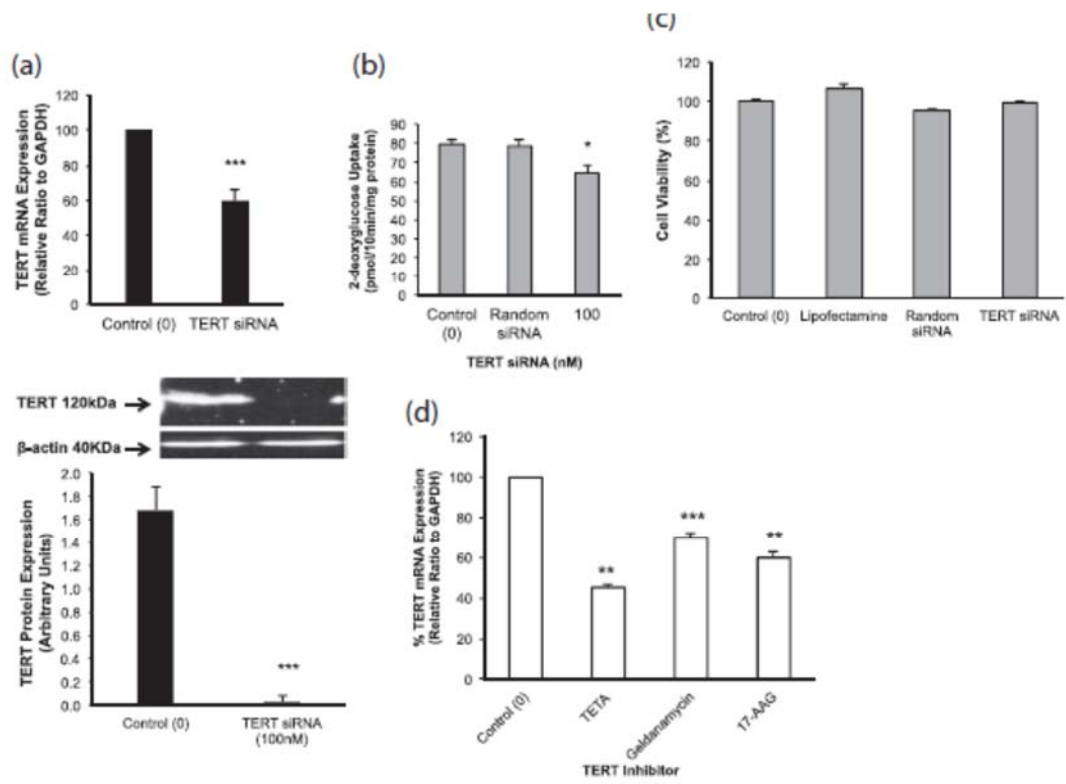 (a)
TERT mRNA Expression
(Relative Ratio to GAPDH)
120
100
80
60
40
20
0
***
Control (0) TERT siRNA
TERT 120kDa
β-actin 40KDa
TERT Protein Expression
(Arbitrary Units)
2.0
1.8
1.6
1.4
1.2
1.0
0.8
0.6
0.4
0.2
0.0
***
Control (0) TERT siRNA
(100nM)
(b)
2-deoxyglucose Uptake
(pmol/10min/mg protein)
90
80
70
60
50
40
30
20
10
0
*
Control Random 100
(0) siRNA
TERT siRNA (nM)
(c)
Cell Viability (%)
120
100
80
60
40
20
0
Control (0) Lipofectamine Random TERT siRNA
siRNA
(d)
% TERT mRNA Expression
(Relative Ratio to GAPDH)
120
100
80
60
40
20
0
**
***
**
Control (0)
TETA
Geldanamycin
17-AAG
TERT Inhibitor